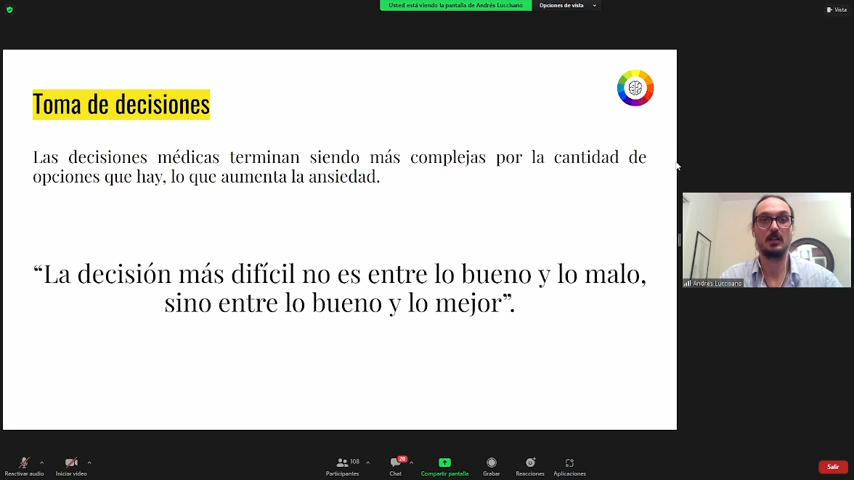 Usted está viendo la pantalla de Andrés Luccisano
Opciones de vista
Vista
Toma de decisiones
Las decisiones médicas terminan siendo más complejas por la cantidad de
opciones que hay, lo que aumenta la ansiedad.
“La decisión más difícil no es entre lo bueno y lo malo,
sino entre lo bueno y lo mejor”.
Andrés Luccisano
Reactivar audio
Iniciar video
108
Participantes
28
Chat
Compartir pantalla
Grabar
Reacciones
Aplicaciones
Salir